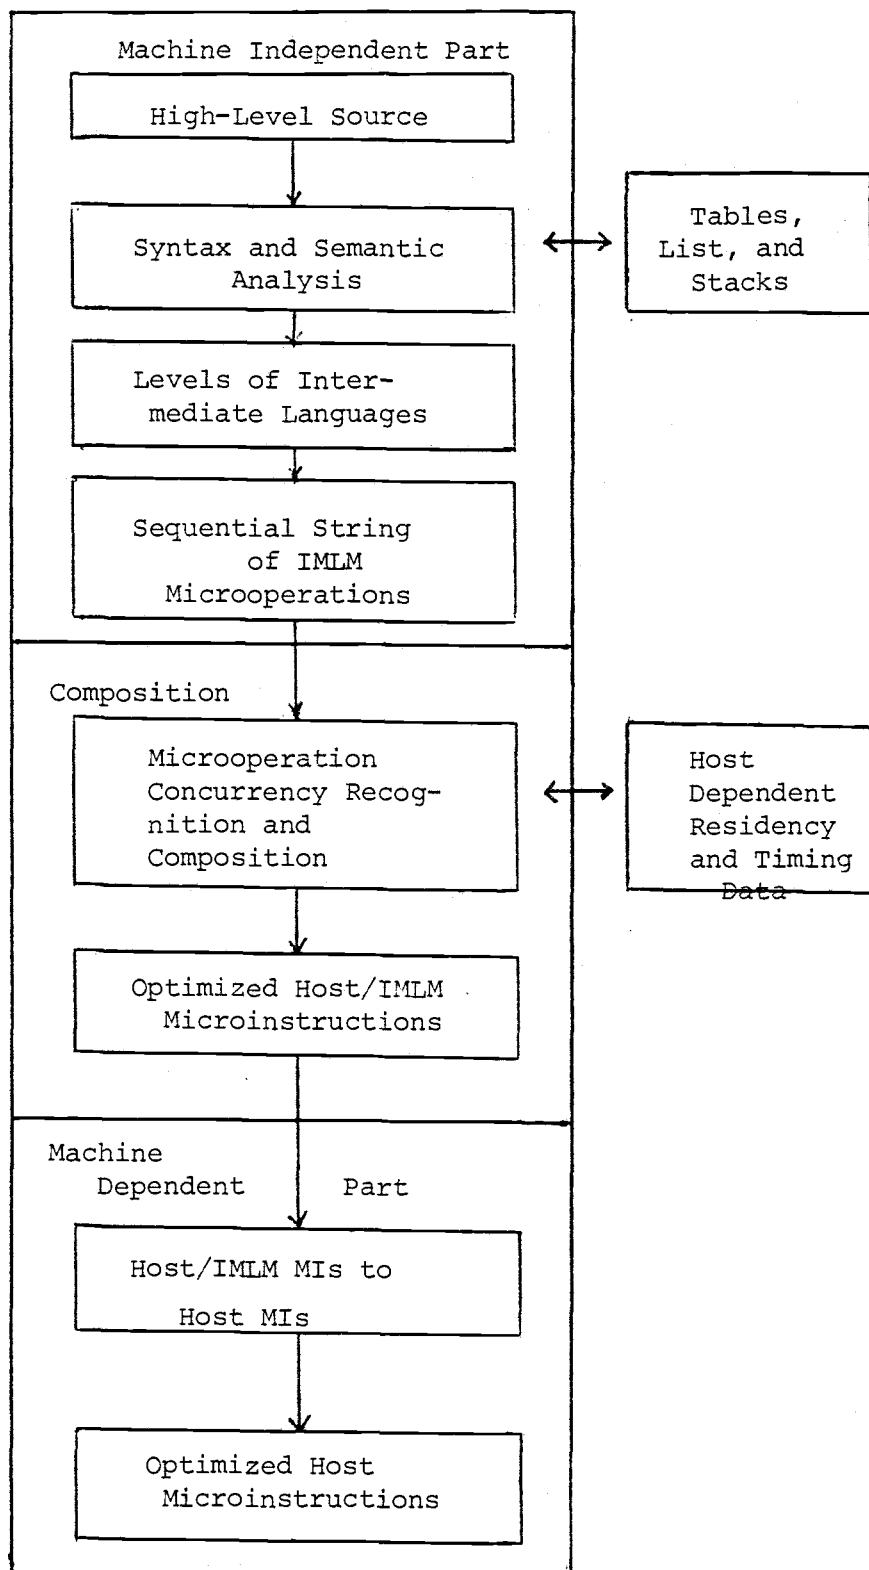 Machine Independent Part
High-Level Source
Syntax and Semantic
Analysis
Tables,
List, and
Stacks
Levels of Inter-
mediate Languages
Sequential String
of IMLM
Microoperations
Composition
Microoperation
Concurrency Recog-
nition and
Composition
Host
Dependent
Residency
and Timing
Data
Optimized Host/IMLM
Microinstructions
Machine
Dependent Part
Host/IMLM MIs to
Host MIs
Optimized Host
Microinstructions